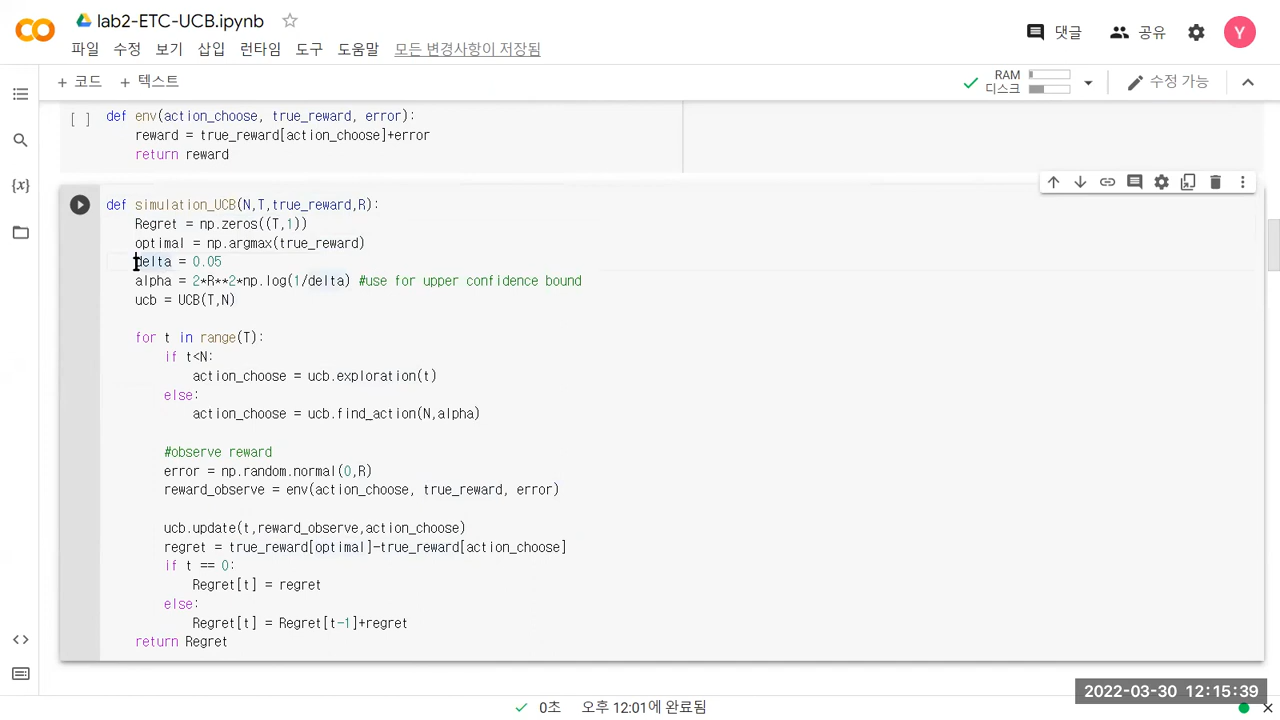 lab2-ETC-UCB.ipynb
댓글 공유 Y
파일 수정 보기 삽입 런타임 도구 도움말 모든 변경사항이 저장됨
+ 코드 + 텍스트 RAM 디스크 수정 가능
[ ] def env(action_choose, true_reward, error):
reward = true_reward[action_choose]+error
return reward
def simulation_UCB(N,T,true_reward,R):
Regret = np.zeros((T,1))
optimal = np.argmax(true_reward)
delta = 0.05
alpha = 2*R**2*np.log(1/delta) #use for upper confidence bound
ucb = UCB(T,N)
for t in range(T):
if t<N:
action_choose = ucb.exploration(t)
else:
action_choose = ucb.find_action(N,alpha)
#observe reward
error = np.random.normal(0,R)
reward_observe = env(action_choose, true_reward, error)
ucb.update(t,reward_observe,action_choose)
regret = true_reward[optimal]-true_reward[action_choose]
if t == 0:
Regret[t] = regret
else:
Regret[t] = Regret[t-1]+regret
return Regret
2022-03-30 12:15:39
0초 오후 12:01에 완료됨